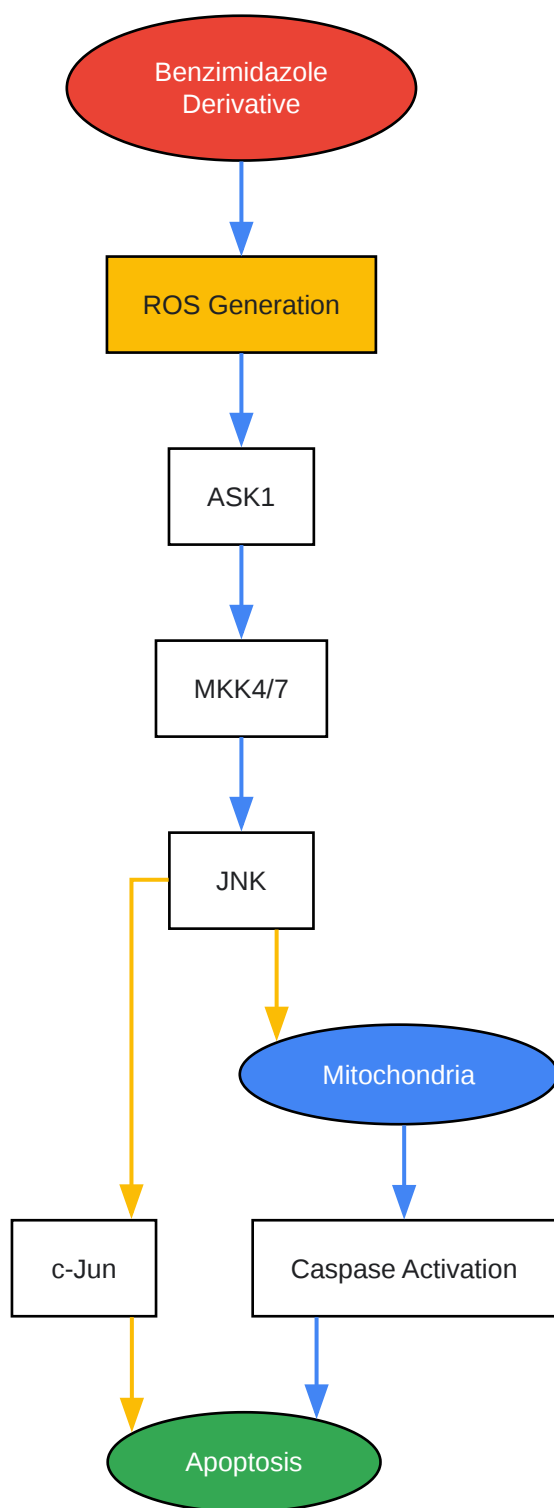 Benzimidazole
Derivative
ROS Generation
ASK1
MKK4/7
JNK
Mitochondria
c-Jun
Caspase Activation
Apoptosis